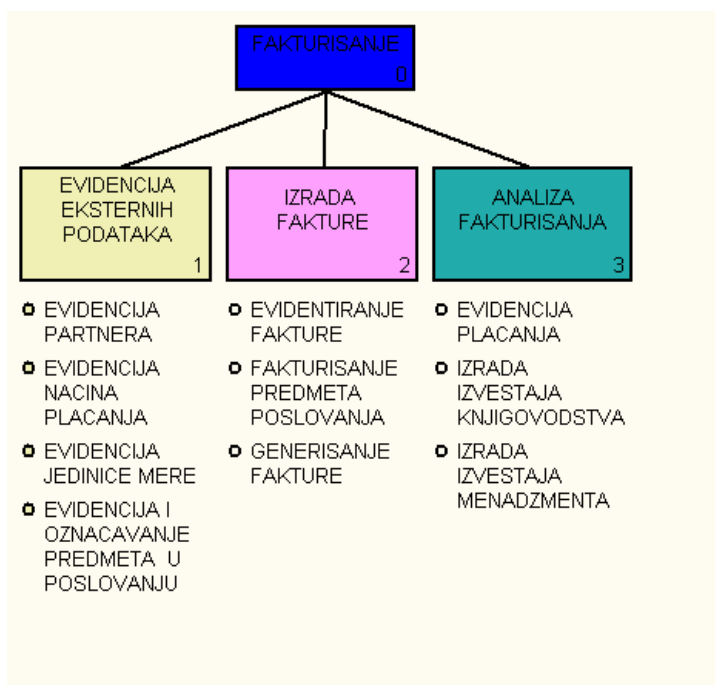 FAKTURISANJE
0
EVIDENCIJA
EKSTERNIH
PODATAKA
1
IZRADA
FAKTURE
2
ANALIZA
FAKTURISANJA
3
EVIDENCIJA
PARTNERA
EVIDENCIJA
NACINA
PLACANJA
EVIDENCIJA
JEDINICE MERE
EVIDENCIJA I
OZNACAVANJE
PREDMETA U
POSLOVANJU
EVIDENTIRANJE
FAKTURE
FAKTURISANJE
PREDMETA
POSLOVANJA
GENERISANJE
FAKTURE
EVIDENCIJA
PLACANJA
IZRADA
IZVESTAJA
KNJIGOVODSTVA
IZRADA
IZVESTAJA
MENADZMENTA